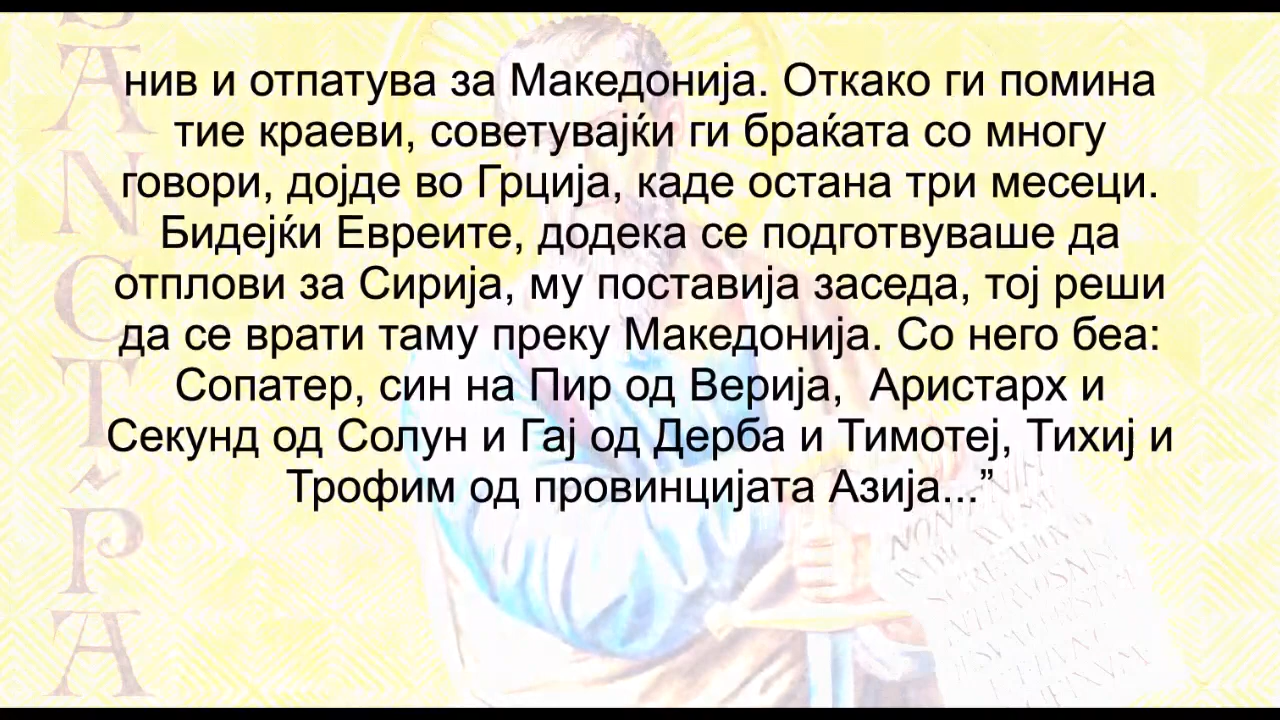 нив и отпатува за Македонија. Откако ги помина
тие краеви, советувајќи ги браќата со многу
говори, дојде во Грција, каде остана три месеци.
Бидејќи Евреите, додека се подготвуваше да
отплови за Сирија, му поставија заседа, тој реши
да се врати таму преку Македонија. Со него беа:
Сопатер, син на Пир од Верија,  Аристарх и
Секунд од Солун и Гај од Дерба и Тимотеј, Тихиј и
Трофим од провинцијата Азија...”